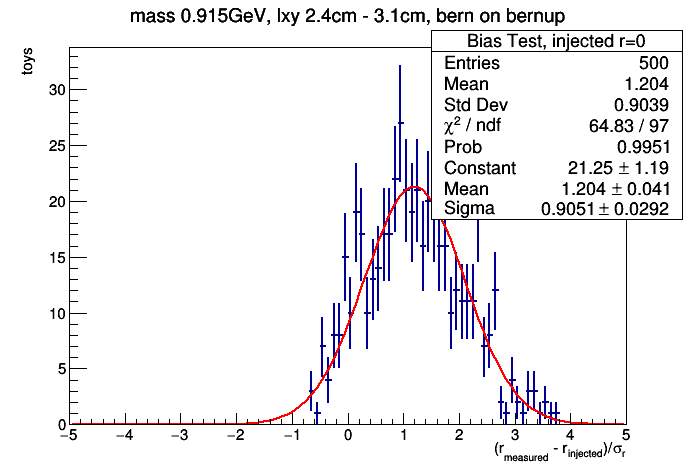 mass 0.915GeV, lxy 2.4cm - 3.1cm, bern on bernup
Bias Test, injected r=0
Entries 500
Mean 1.204
Std Dev 0.9039
χ² / ndf 64.83 / 97
Prob 0.9951
Constant 21.25 ± 1.19
Mean 1.204 ± 0.041
Sigma 0.9051 ± 0.0292
toys
30
25
20
15
10
5
0
−5 −4 −3 −2 −1 0 1 2 3 4 5
(r_measured - r_injected)/σ_r